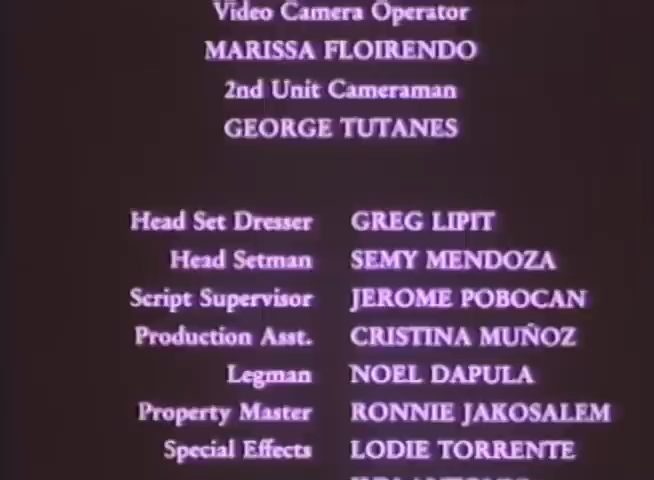 Video Camera Operator
MARISSA FLOIRENDO
2nd Unit Cameraman
GEORGE TUTANES
Head Set Dresser GREG LIPIT
Head Setman SEMY MENDOZA
Script Supervisor JEROME POBOCAN
Production Asst. CRISTINA MUÑOZ
Legman NOEL DAPULA
Property Master RONNIE JAKOSALEM
Special Effects LODIE TORRENTE